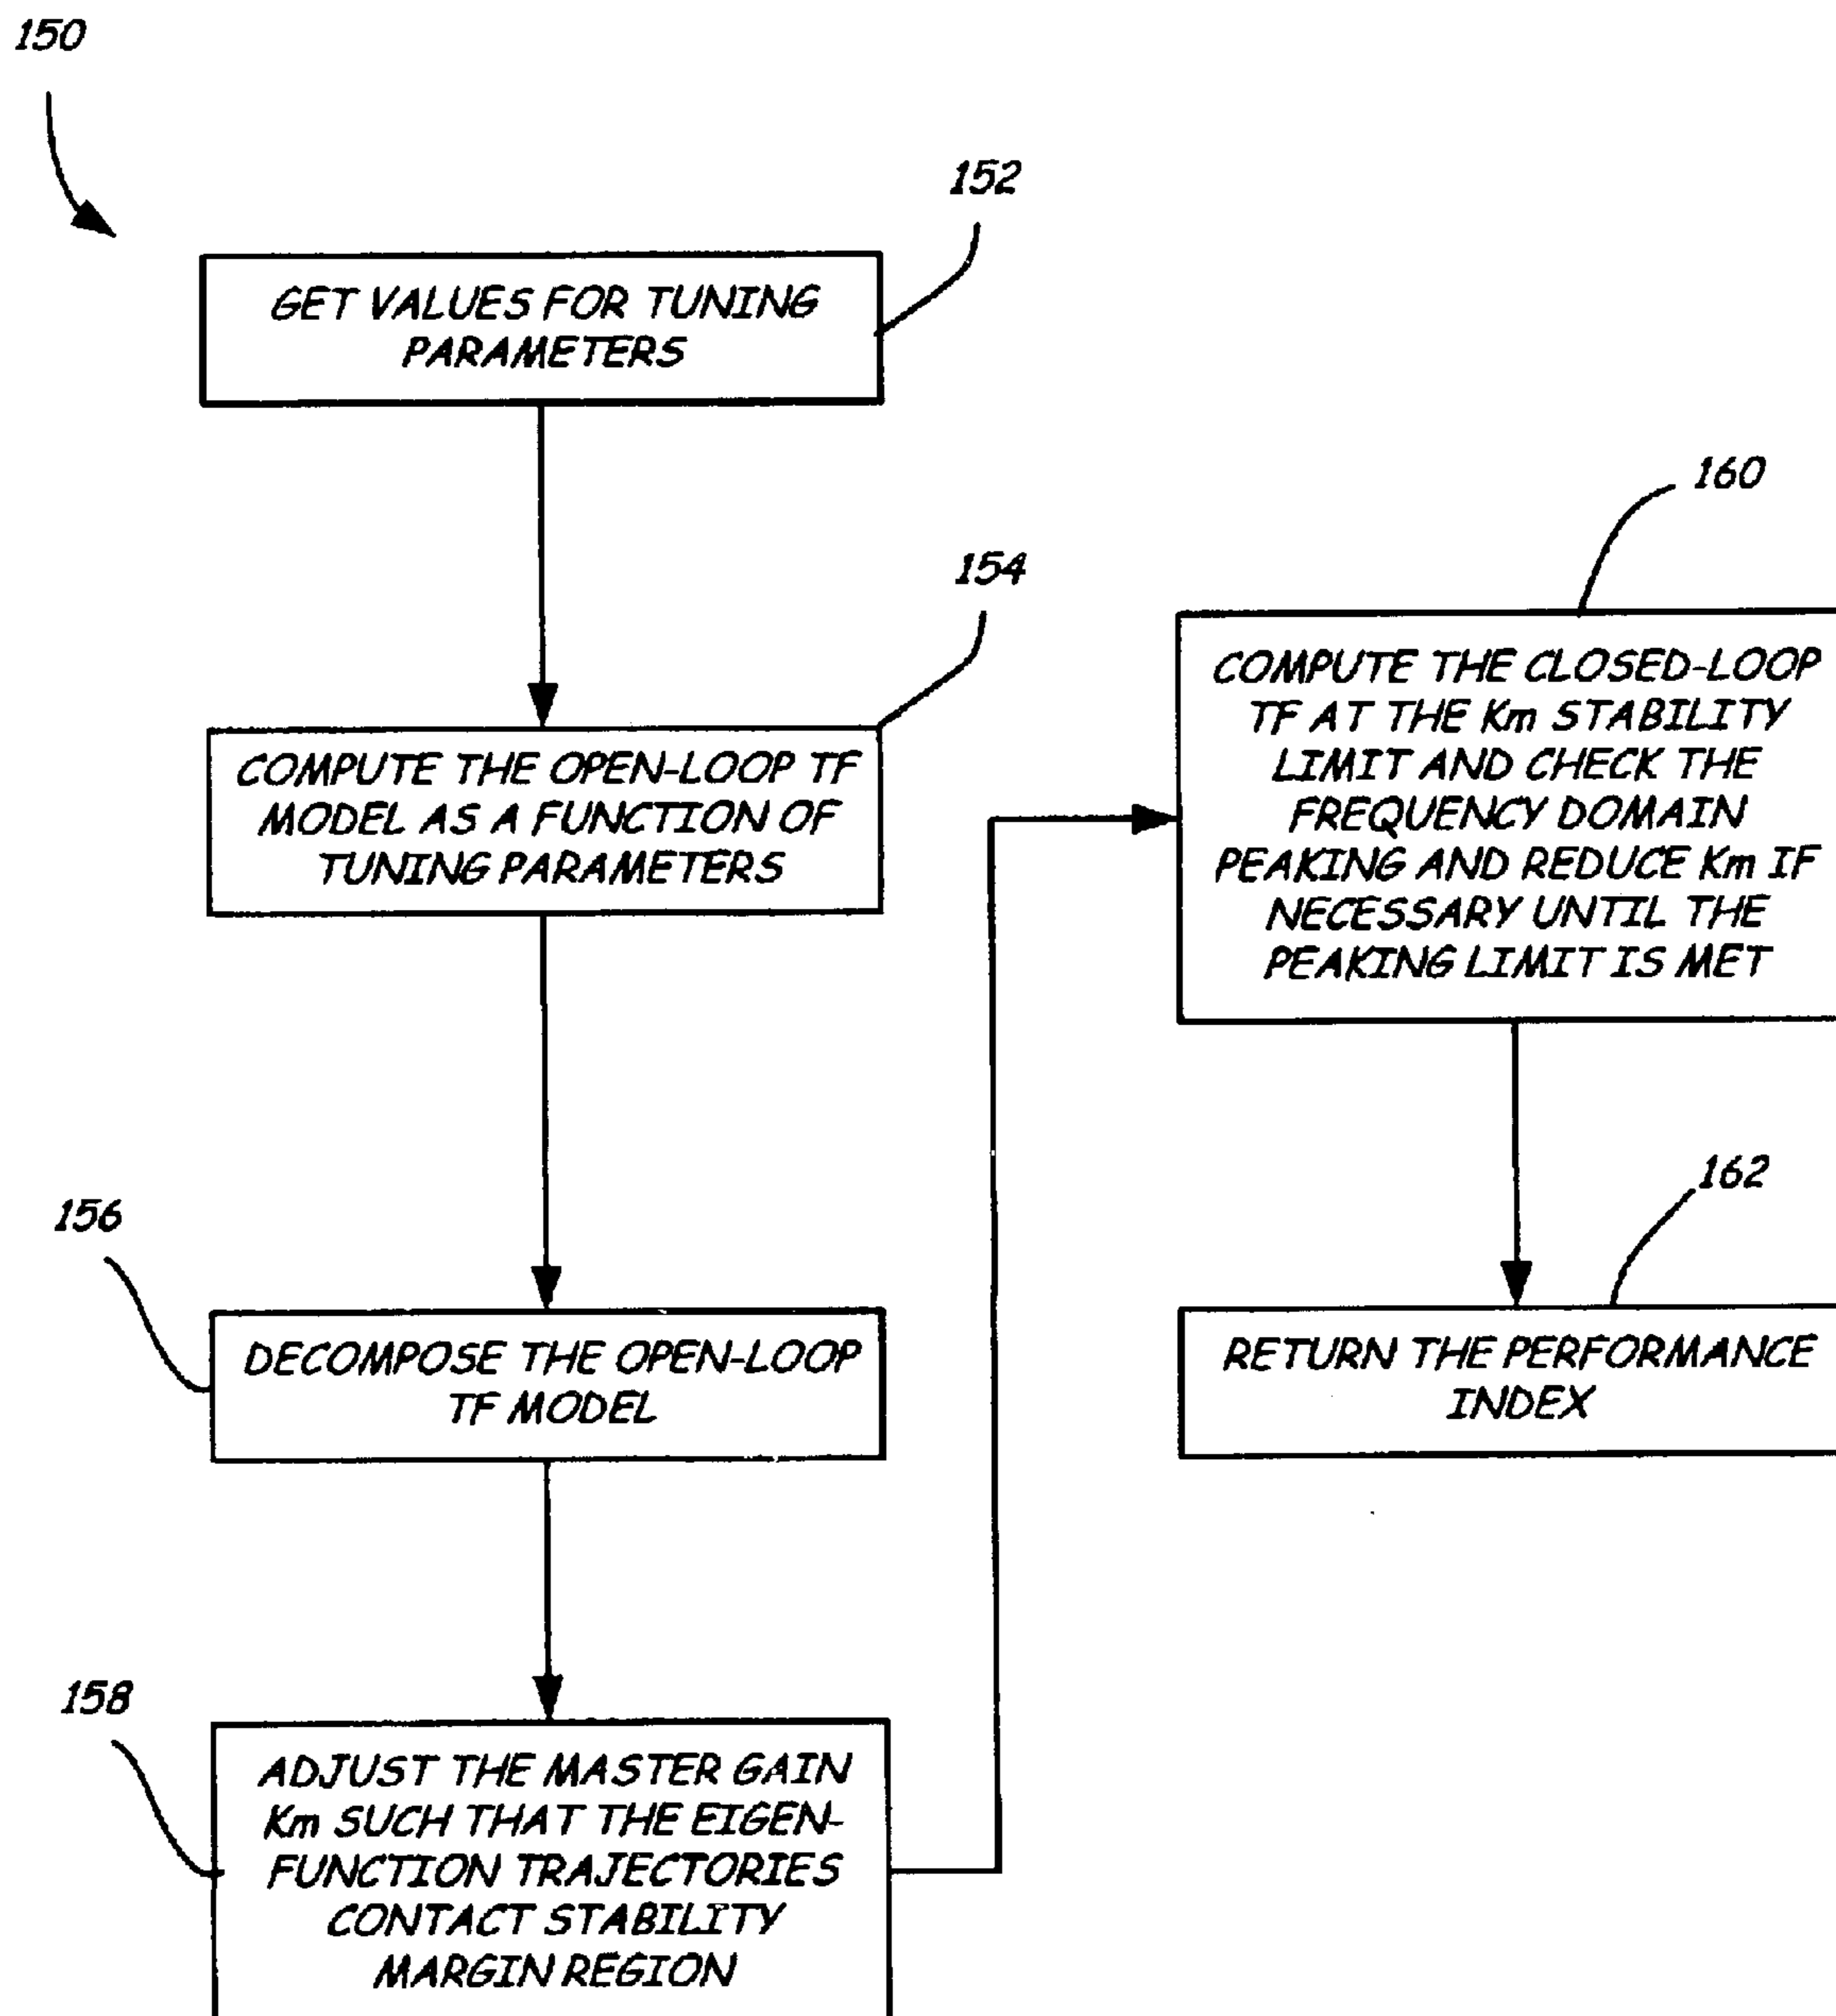 150
152
GET VALUES FOR TUNING
PARAMETERS
154
COMPUTE THE OPEN-LOOP TF
MODEL AS A FUNCTION OF
TUNING PARAMETERS
156
DECOMPOSE THE OPEN-LOOP
TF MODEL
158
ADJUST THE MASTER GAIN
Km SUCH THAT THE EIGEN-
FUNCTION TRAJECTORIES
CONTACT STABILITY
MARGIN REGION
160
COMPUTE THE CLOSED-LOOP
TF AT THE Km STABILITY
LIMIT AND CHECK THE
FREQUENCY DOMAIN
PEAKING AND REDUCE Km IF
NECESSARY UNTIL THE
PEAKING LIMIT IS MET
162
RETURN THE PERFORMANCE
INDEX